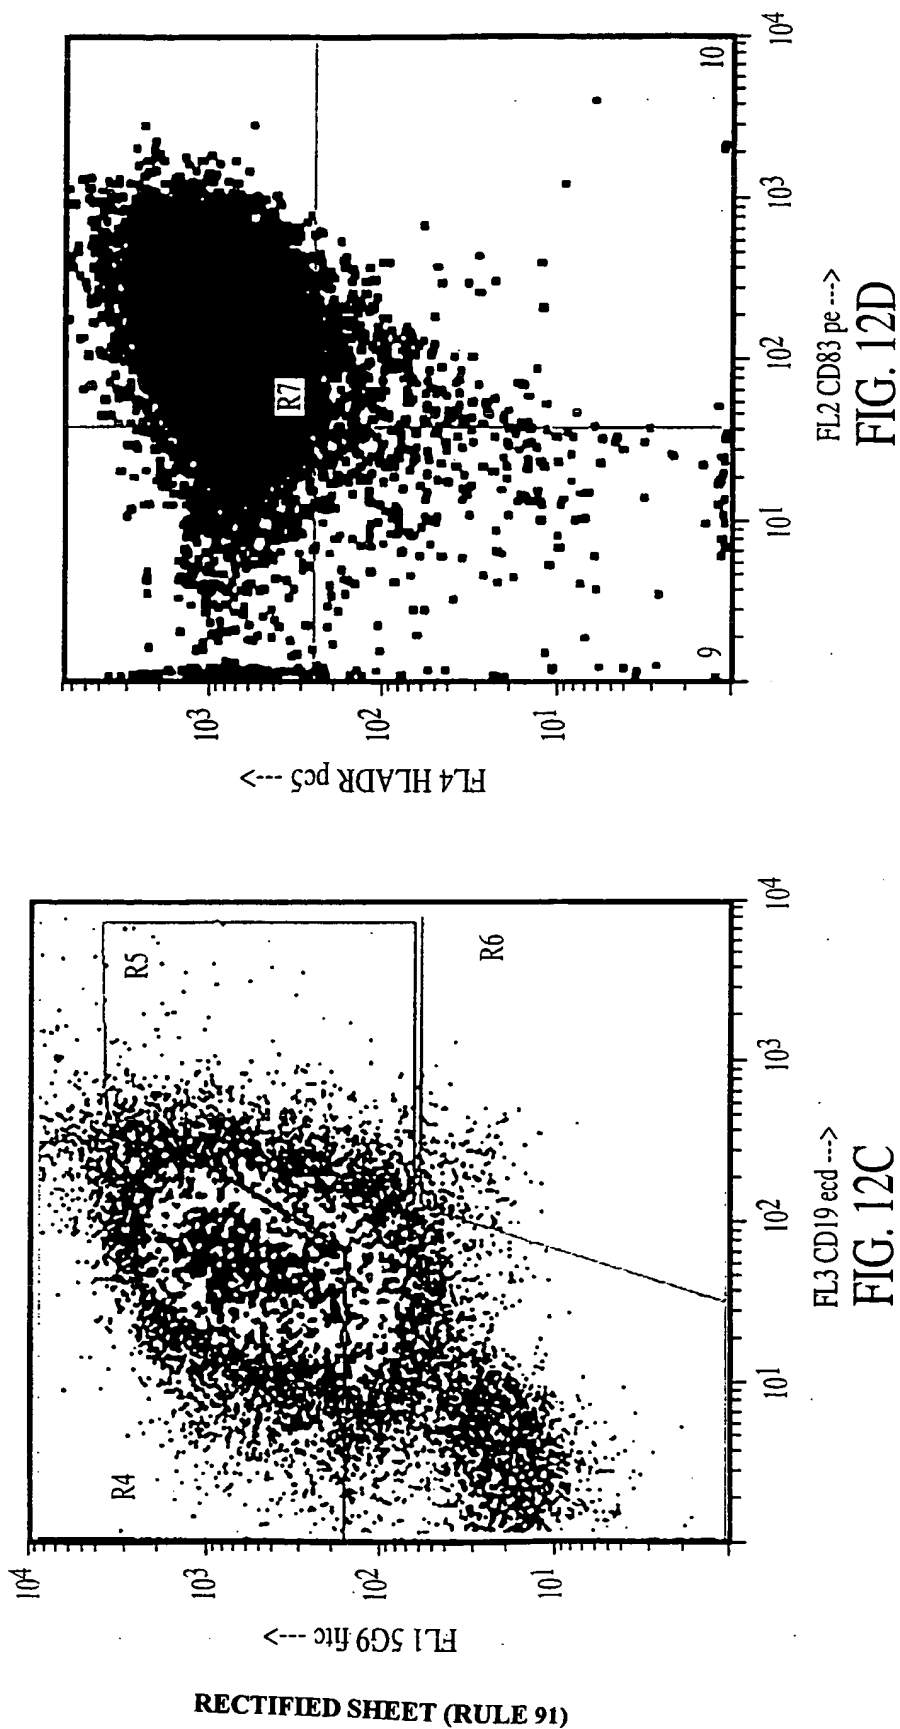 FL1 5G9 fitc --->
10⁴
10³
10²
10¹
R4
R5
R6
10¹
10²
10³
10⁴
FL3 CD19 ecd --->
FIG. 12C
FL4 HLADR pc5 --->
10³
10²
10¹
R7
9
10
10¹
10²
10³
10⁴
FL2 CD83 pe --->
FIG. 12D
RECTIFIED SHEET (RULE 91)